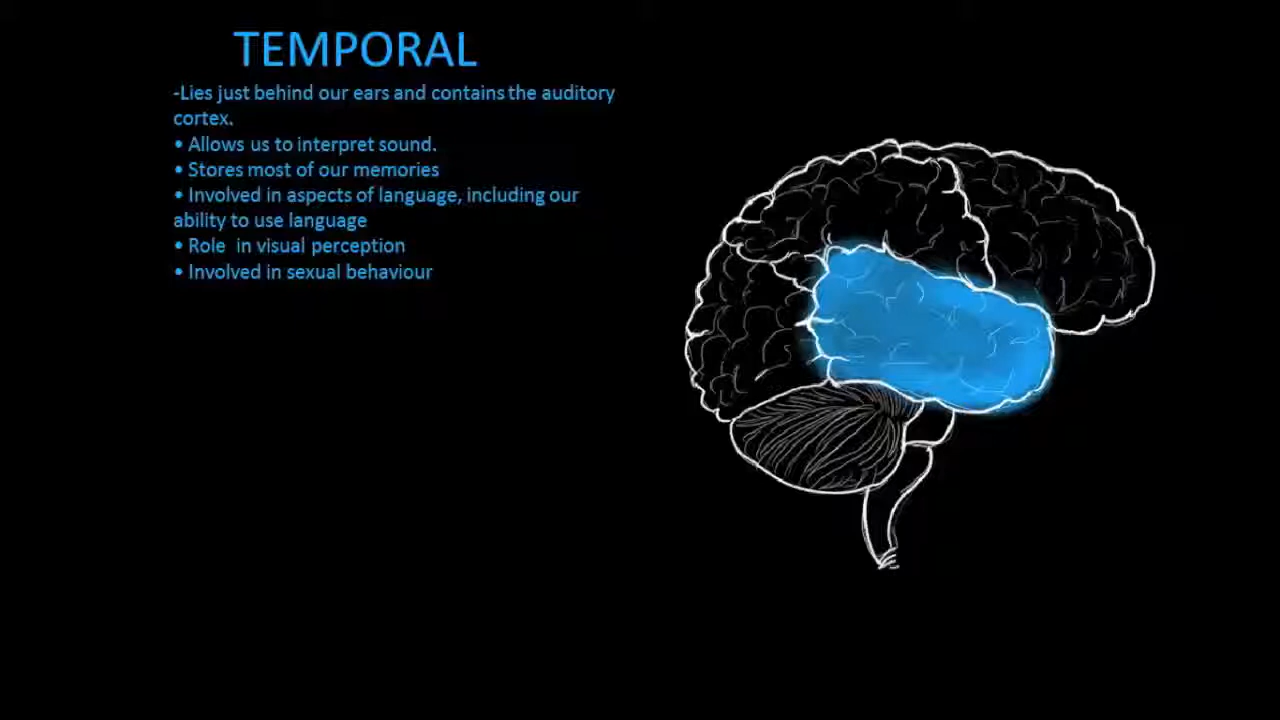 TEMPORAL
-Lies just behind our ears and contains the auditory
cortex.
• Allows us to interpret sound.
• Stores most of our memories
• Involved in aspects of language, including our
ability to use language
• Role  in visual perception
• Involved in sexual behaviour